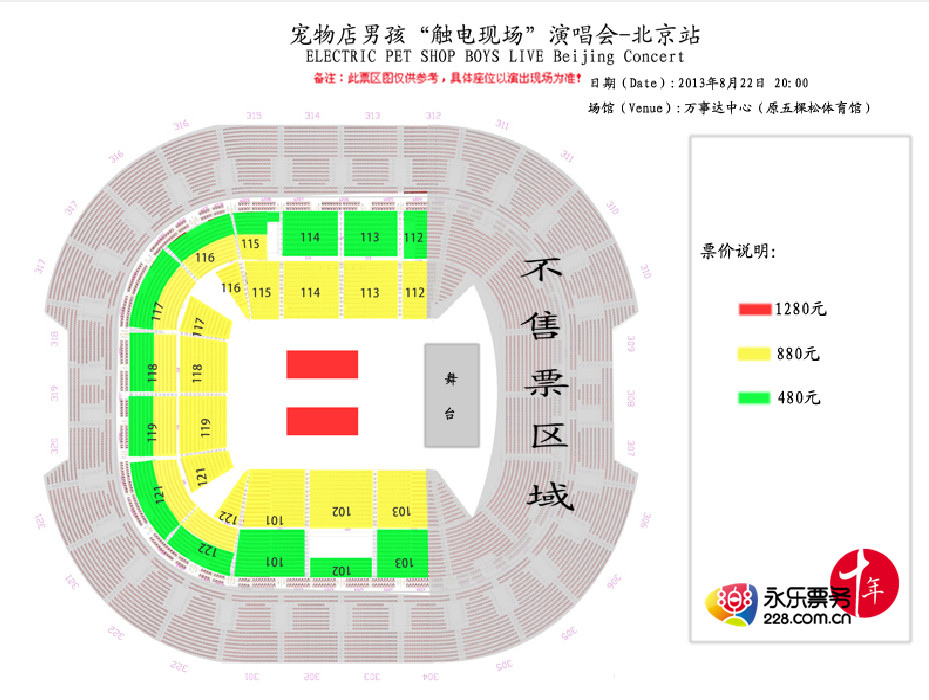 宠物店男孩“触电现场”演唱会-北京站
ELECTRIC PET SHOP BOYS LIVE Beijing Concert
备注：此票区图仅供参考，具体座位以演出现场为准！
日期（Date）：2013年8月22日 20:00
场馆（Venue）：万事达中心（原五棵松体育馆）
315 314 313 312
316 311
316 311
317 310
317 310
318 309
319 308
320 307
321 306
321 306
322 305
322 301 302 303 304 305
114 113 112
115
116
116 115 114 113 112
117 117
118 118
119 119
121 121
122 101 102 103
122 101 102 103
舞台
不售票区域
票价说明：
1280元
880元
480元
十年
永乐票务
228.com.cn